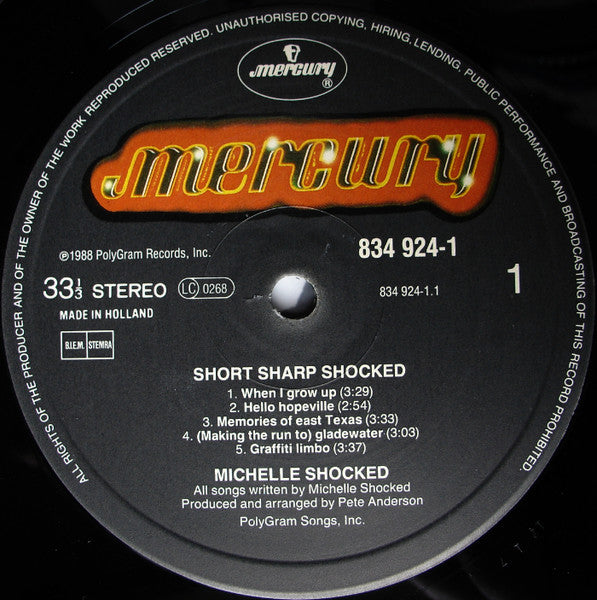 ALL RIGHTS OF THE PRODUCER AND OF THE OWNER OF THE WORK REPRODUCED RESERVED. UNAUTHORISED COPYING, HIRING, LENDING, PUBLIC PERFORMANCE AND BROADCASTING OF THIS RECORD PROHIBITED.
mercury ®
mercury
℗1988 PolyGram Records, Inc.
834 924-1
33⅓ STEREO
LC 0268
834 924-1.1
1
MADE IN HOLLAND
B.I.E.M. STEMRA
SHORT SHARP SHOCKED
1. When I grow up (3:29)
2. Hello hopeville (2:54)
3. Memories of east Texas (3:33)
4. (Making the run to) gladewater (3:03)
5. Graffiti limbo (3:37)
MICHELLE SHOCKED
All songs written by Michelle Shocked
Produced and arranged by Pete Anderson
PolyGram Songs, Inc.